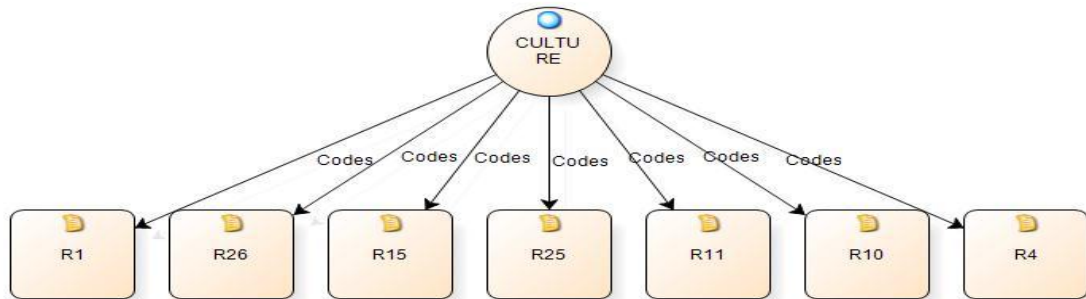 CULTU
RE
Codes Codes Codes Codes Codes Codes Codes
R1 R26 R15 R25 R11 R10 R4